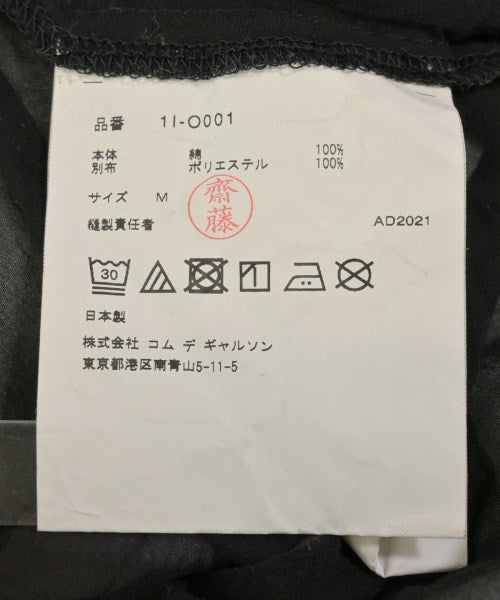 品番 1I-O001
本体 綿 100%
別布 ポリエステル 100%
サイズ M
齋藤
縫製責任者 AD2021
30
日本製
株式会社 コム デ ギャルソン
東京都港区南青山5-11-5